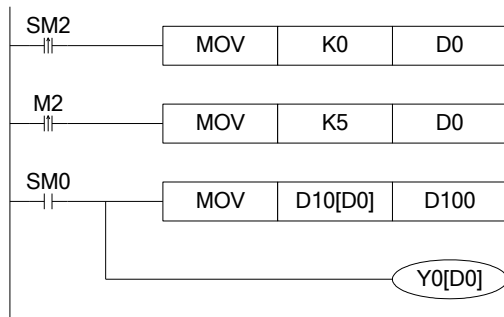 SM2
MOV K0 D0
M2
MOV K5 D0
SM0
MOV D10[D0] D100
Y0[D0]